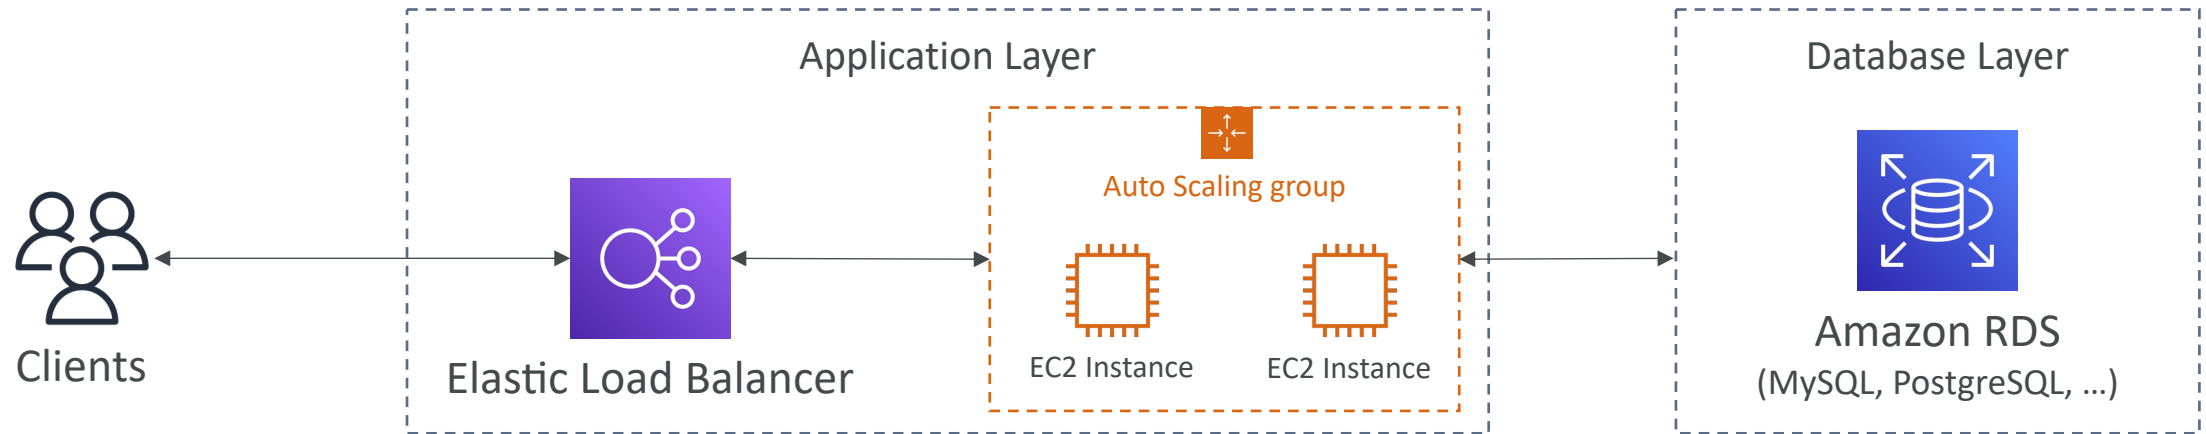 Application Layer
Database Layer
Auto Scaling group
Clients
Elastic Load Balancer
EC2 Instance
EC2 Instance
Amazon RDS
(MySQL, PostgreSQL, …)